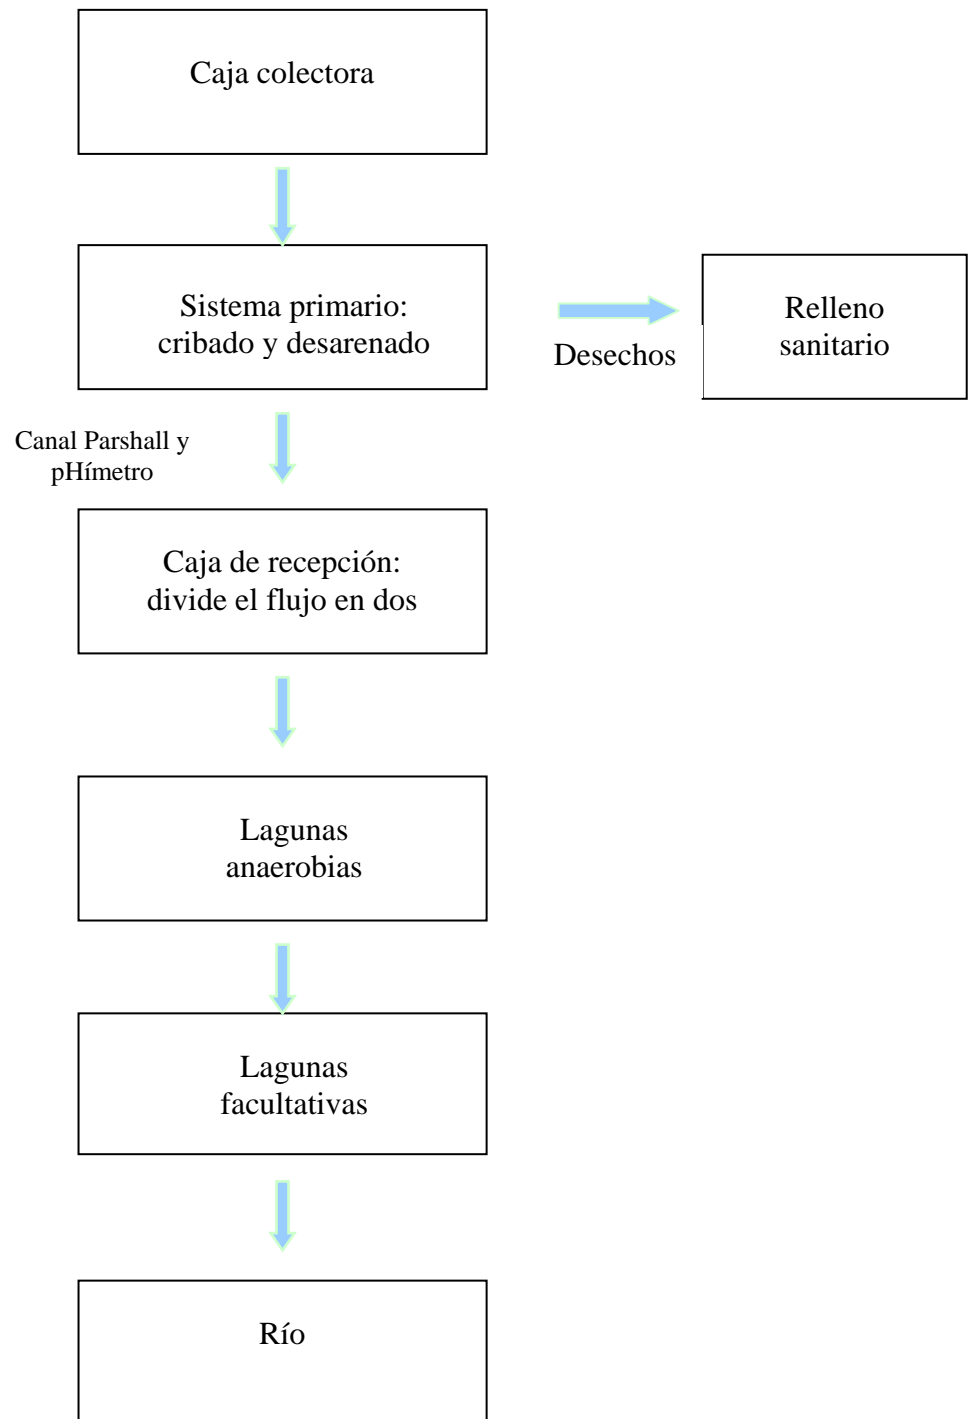 Caja colectora
Sistema primario:
cribado y desarenado
Desechos
Relleno
sanitario
Canal Parshall y
pHímetro
Caja de recepción:
divide el flujo en dos
Lagunas
anaerobias
Lagunas
facultativas
Río